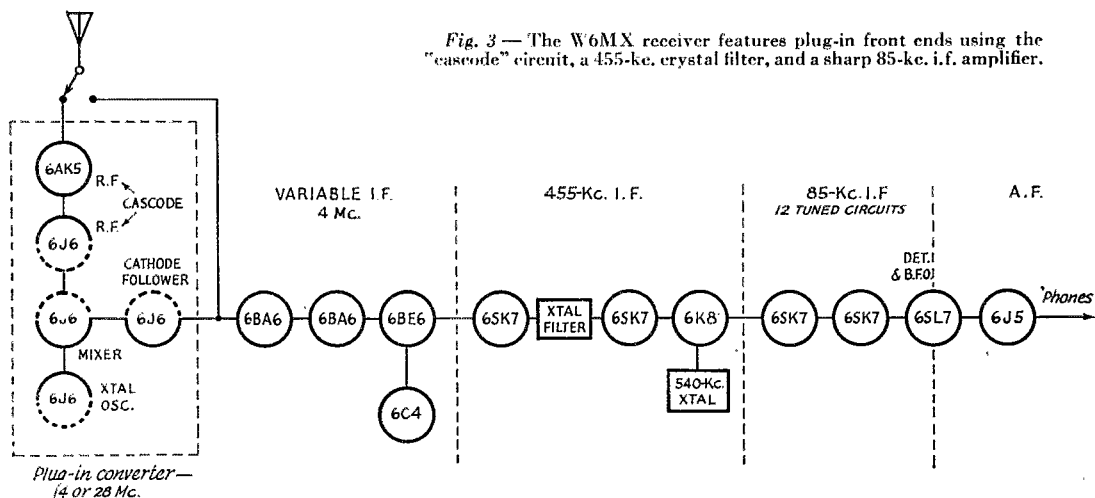 Fig. 3 — The W6MX receiver features plug-in front ends using the
"cascode" circuit, a 455-kc. crystal filter, and a sharp 85-kc. i.f. amplifier.
6AK5
R.F.
CASCODE
R.F.
6J6
CATHODE
FOLLOWER
6J6
6J6
MIXER
6J6
XTAL
OSC.
Plug-in converter—
14 or 28 Mc.
VARIABLE I.F.
4 Mc.
6BA6
6BA6
6BE6
6C4
455-Kc. I.F.
6SK7
XTAL
FILTER
6SK7
6K8
540-Kc.
XTAL
85-Kc. I.F
12 TUNED CIRCUITS
6SK7
6SK7
DET.
& B.F.O.
6SL7
A.F.
6J5
'Phones